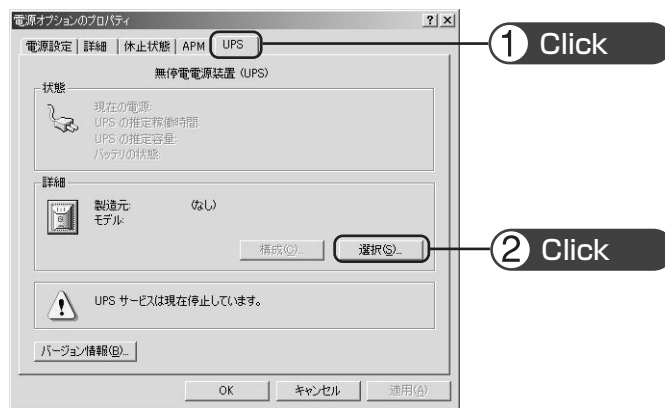 電源オプションのプロパティ
電源設定 詳細 休止状態 APM UPS
① Click
無停電電源装置 (UPS)
状態
現在の電源:
UPS の推定稼働時間:
UPS の推定容量:
バッテリの状態:
詳細
製造元: (なし)
モデル:
構成(C)... 選択(S)...
② Click
UPS サービスは現在停止しています。
バージョン情報(B)...
OK キャンセル 適用(A)